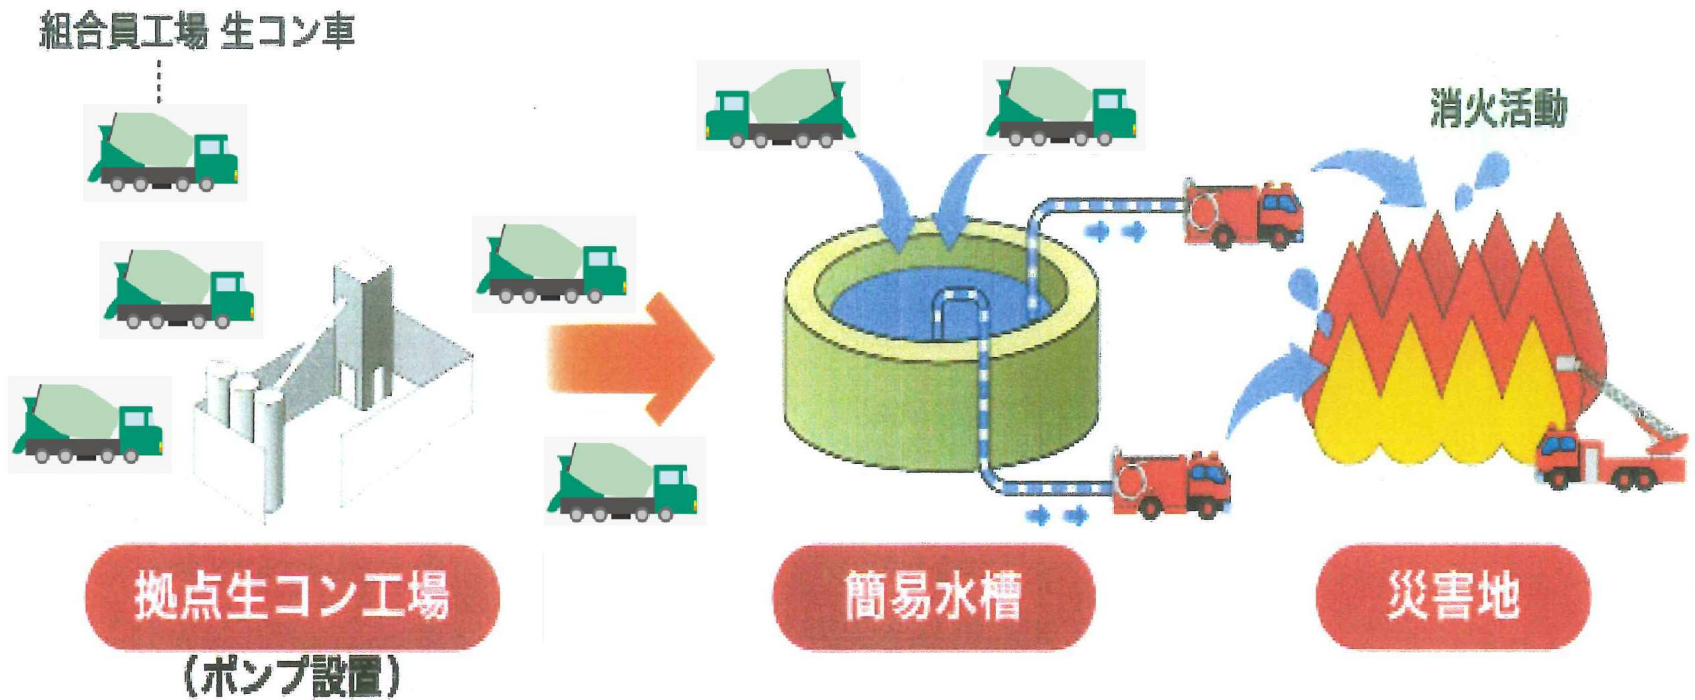 組合員工場 生コン車
消火活動
拠点生コン工場
(ポンプ設置)
簡易水槽
災害地